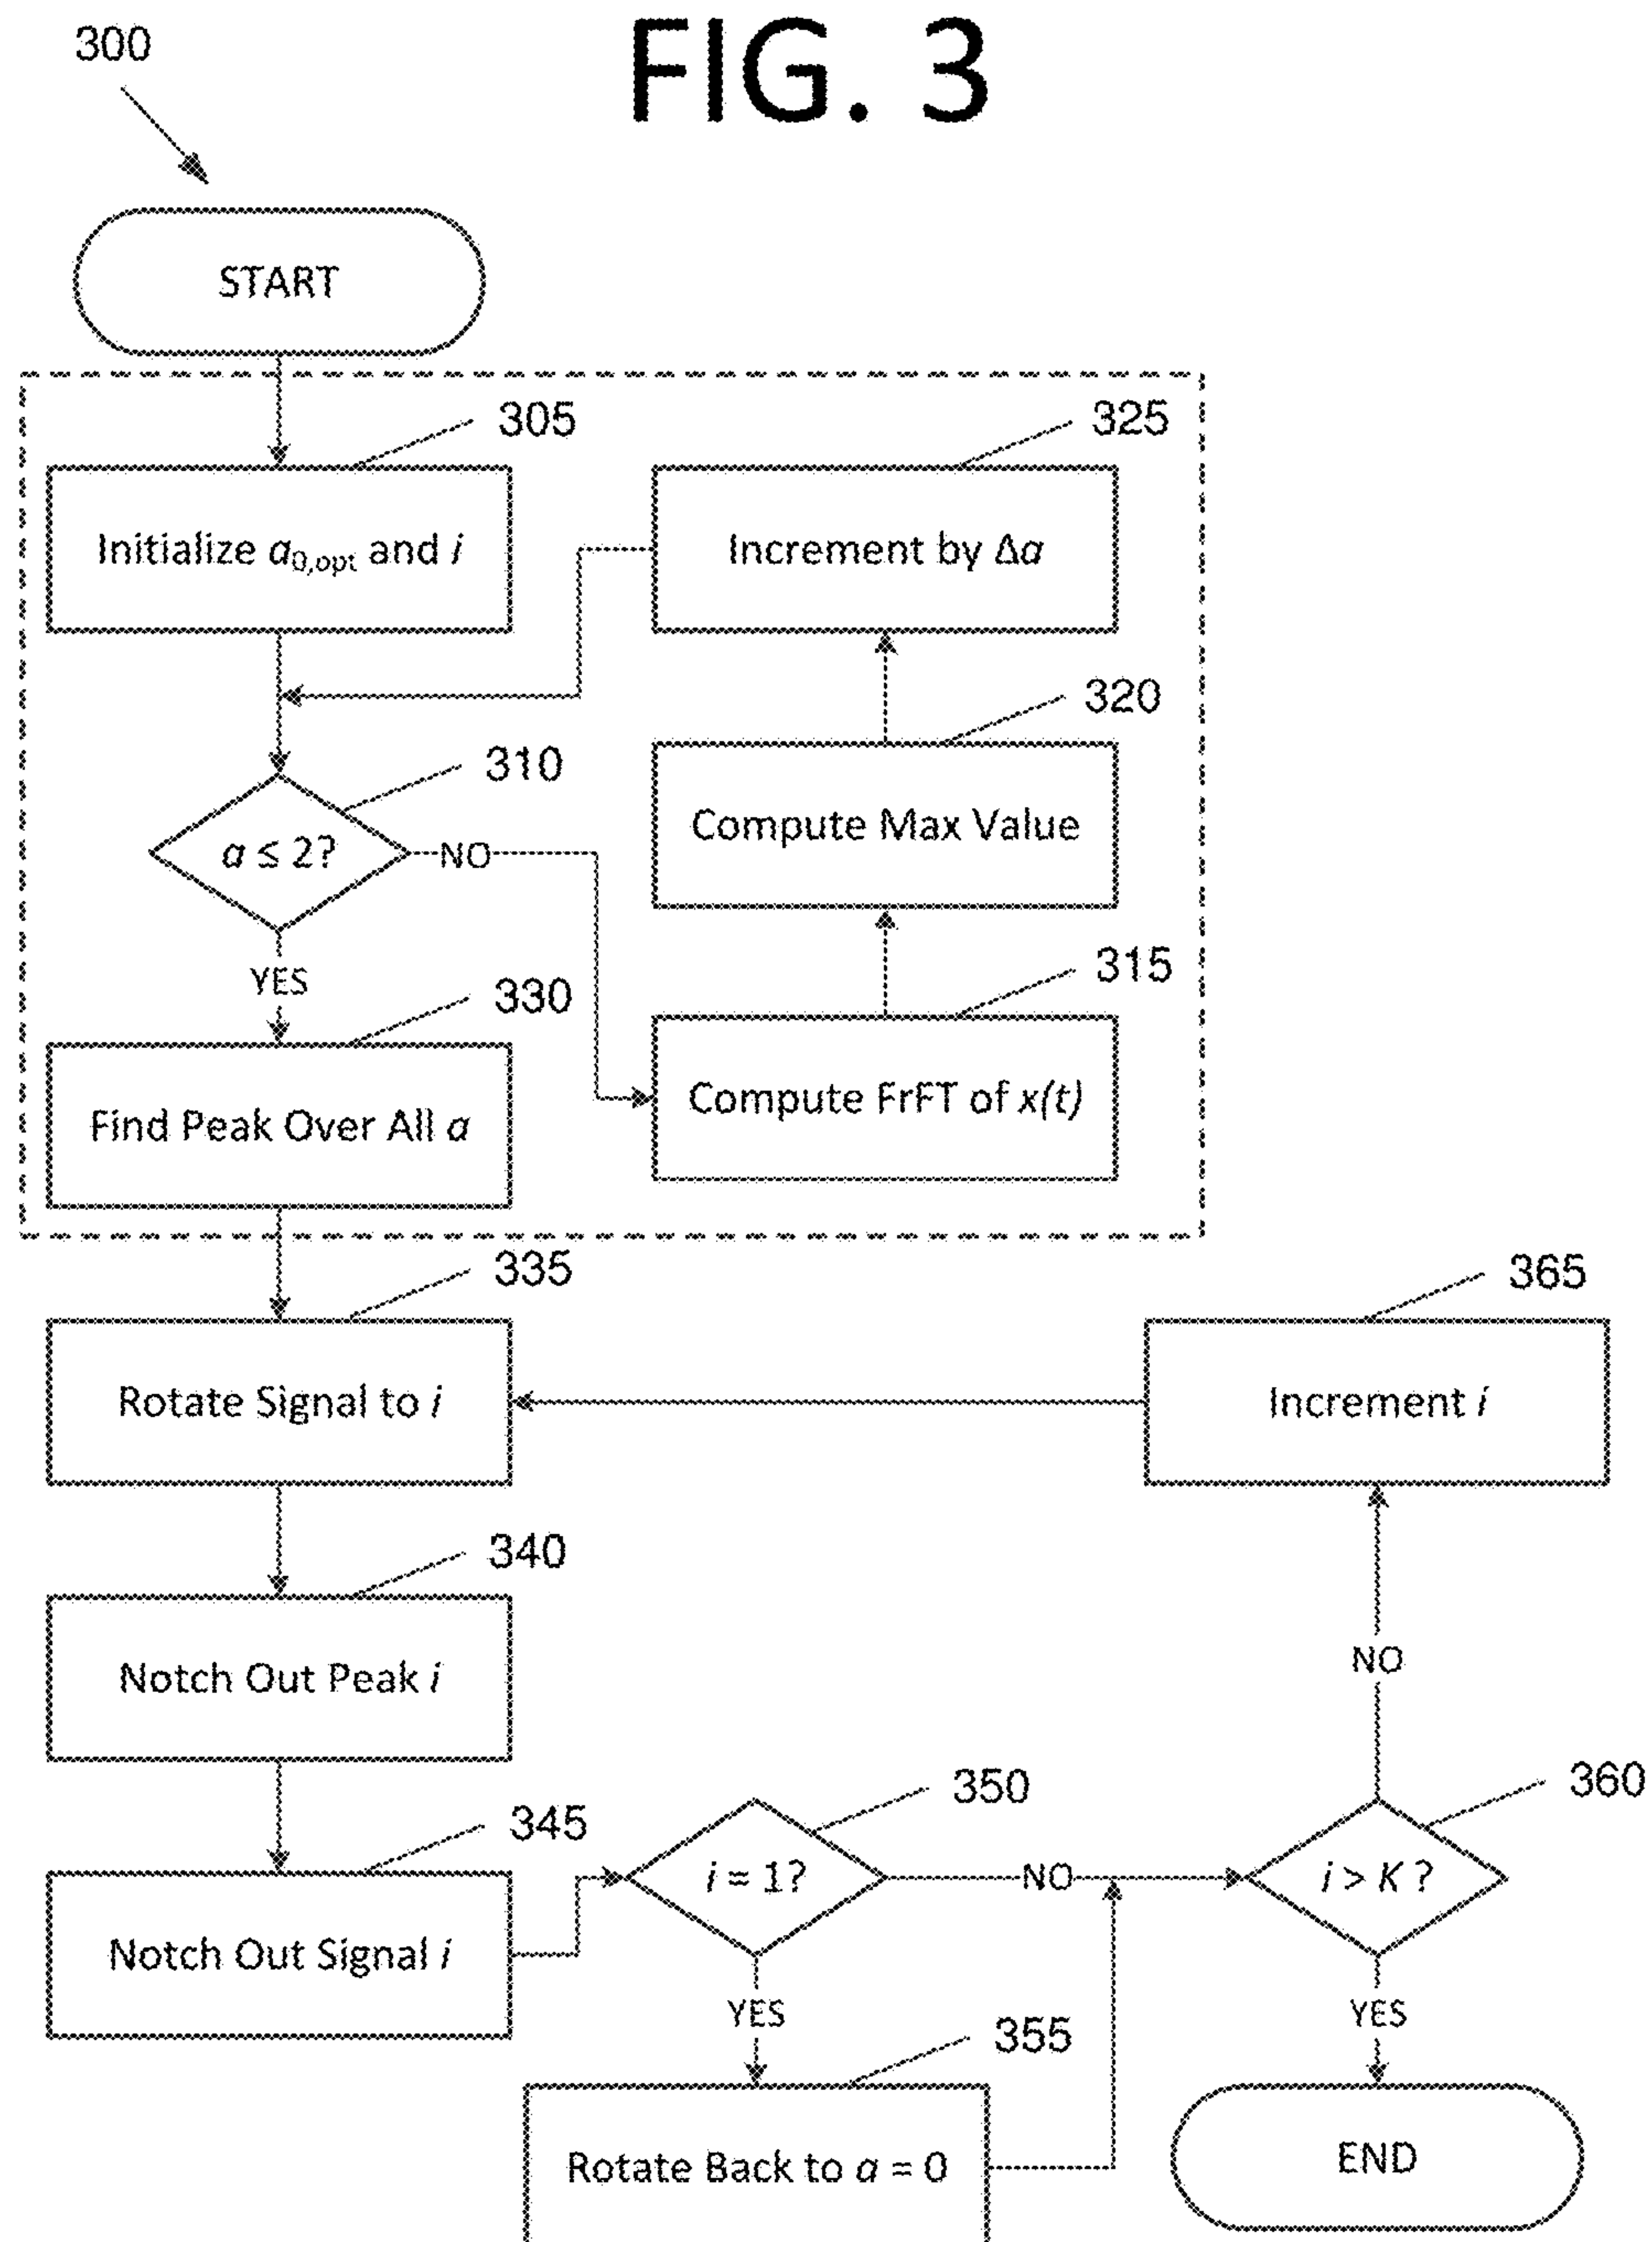 FIG. 3
300
START
305
Initialize a0,opt and i
325
Increment by Δa
320
Compute Max Value
310
a ≤ 2?
NO
YES
315
Compute FrFT of x(t)
330
Find Peak Over All a
335
Rotate Signal to i
365
Increment i
340
Notch Out Peak i
NO
345
Notch Out Signal i
350
i = 1?
NO
360
i > K ?
YES
YES
355
Rotate Back to a = 0
END